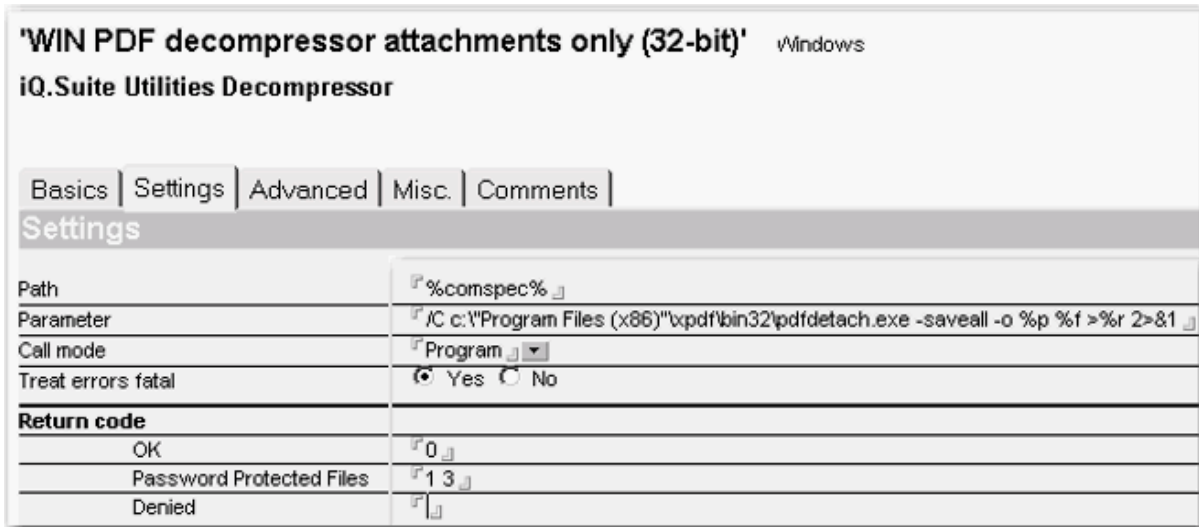 'WIN PDF decompressor attachments only (32-bit)' Windows
iQ.Suite Utilities Decompressor
Basics Settings Advanced Misc. Comments
Settings
Path %comspec%
Parameter /C c:\"Program Files (x86)"\xpdf\bin32\pdfdetach.exe -saveall -o %p %f >%r 2>&1
Call mode Program
Treat errors fatal Yes No
Return code
OK 0
Password Protected Files 1 3
Denied